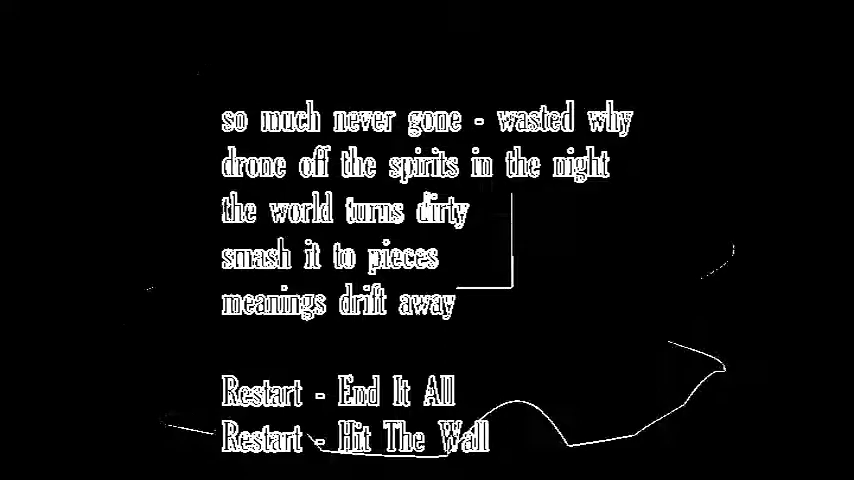 so much never gone - wasted why
drone off the spirits in the night
the world turns dirty
smash it to pieces
meanings drift away
Restart - End It All
Restart - Hit The Wall